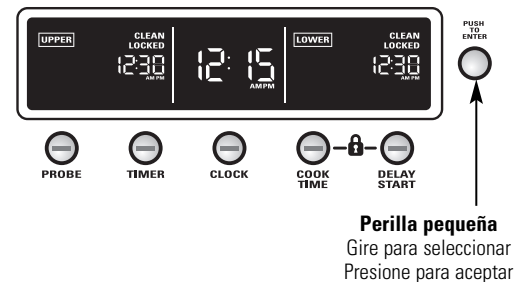 UPPER
CLEAN
LOCKED
12:30
AM PM
12:15
AM PM
LOWER
CLEAN
LOCKED
12:30
AM PM
PUSH
TO
ENTER
PROBE
TIMER
CLOCK
COOK
TIME
DELAY
START
Perilla pequeña
Gire para seleccionar
Presione para aceptar